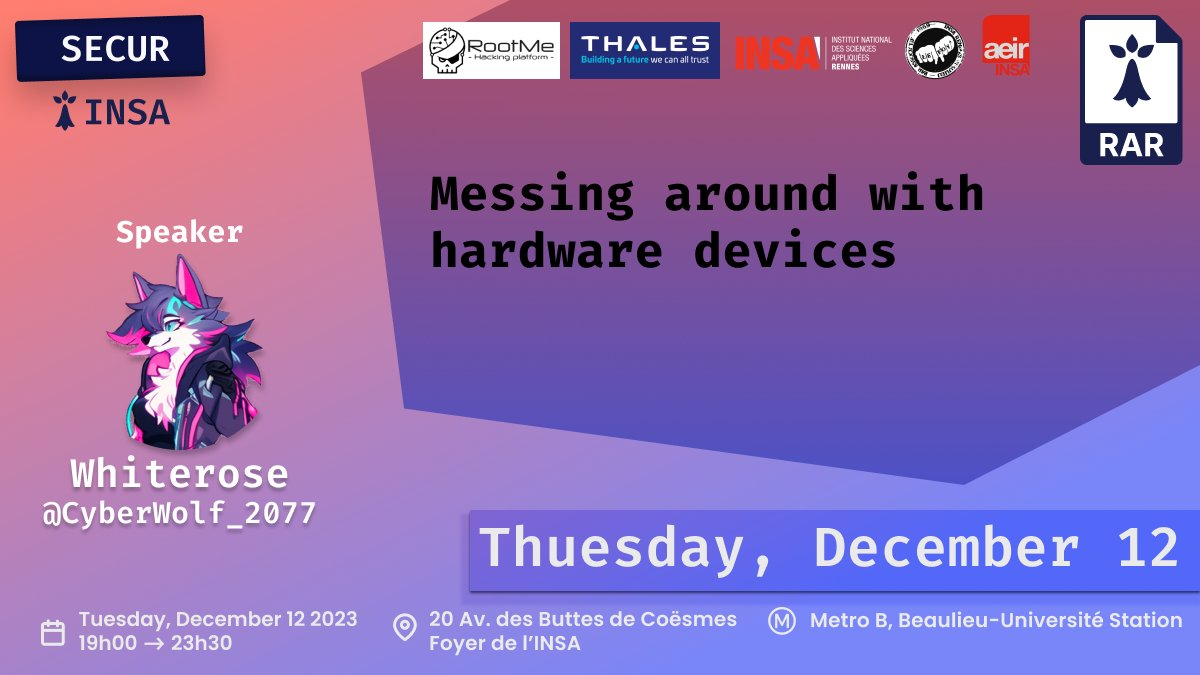 SECUR
INSA
RootMe
- Hacking platform -
THALES
Building a future we can all trust
INSA
INSTITUT NATIONAL
DES SCIENCES
APPLIQUÉES
RENNES
aeir
INSA
RAR
Messing around with
hardware devices
Speaker
Whiterose
@CyberWolf_2077
Thuesday, December 12
Tuesday, December 12 2023
19h00 → 23h30
20 Av. des Buttes de Coësmes
Foyer de l’INSA
M
Metro B, Beaulieu-Université Station